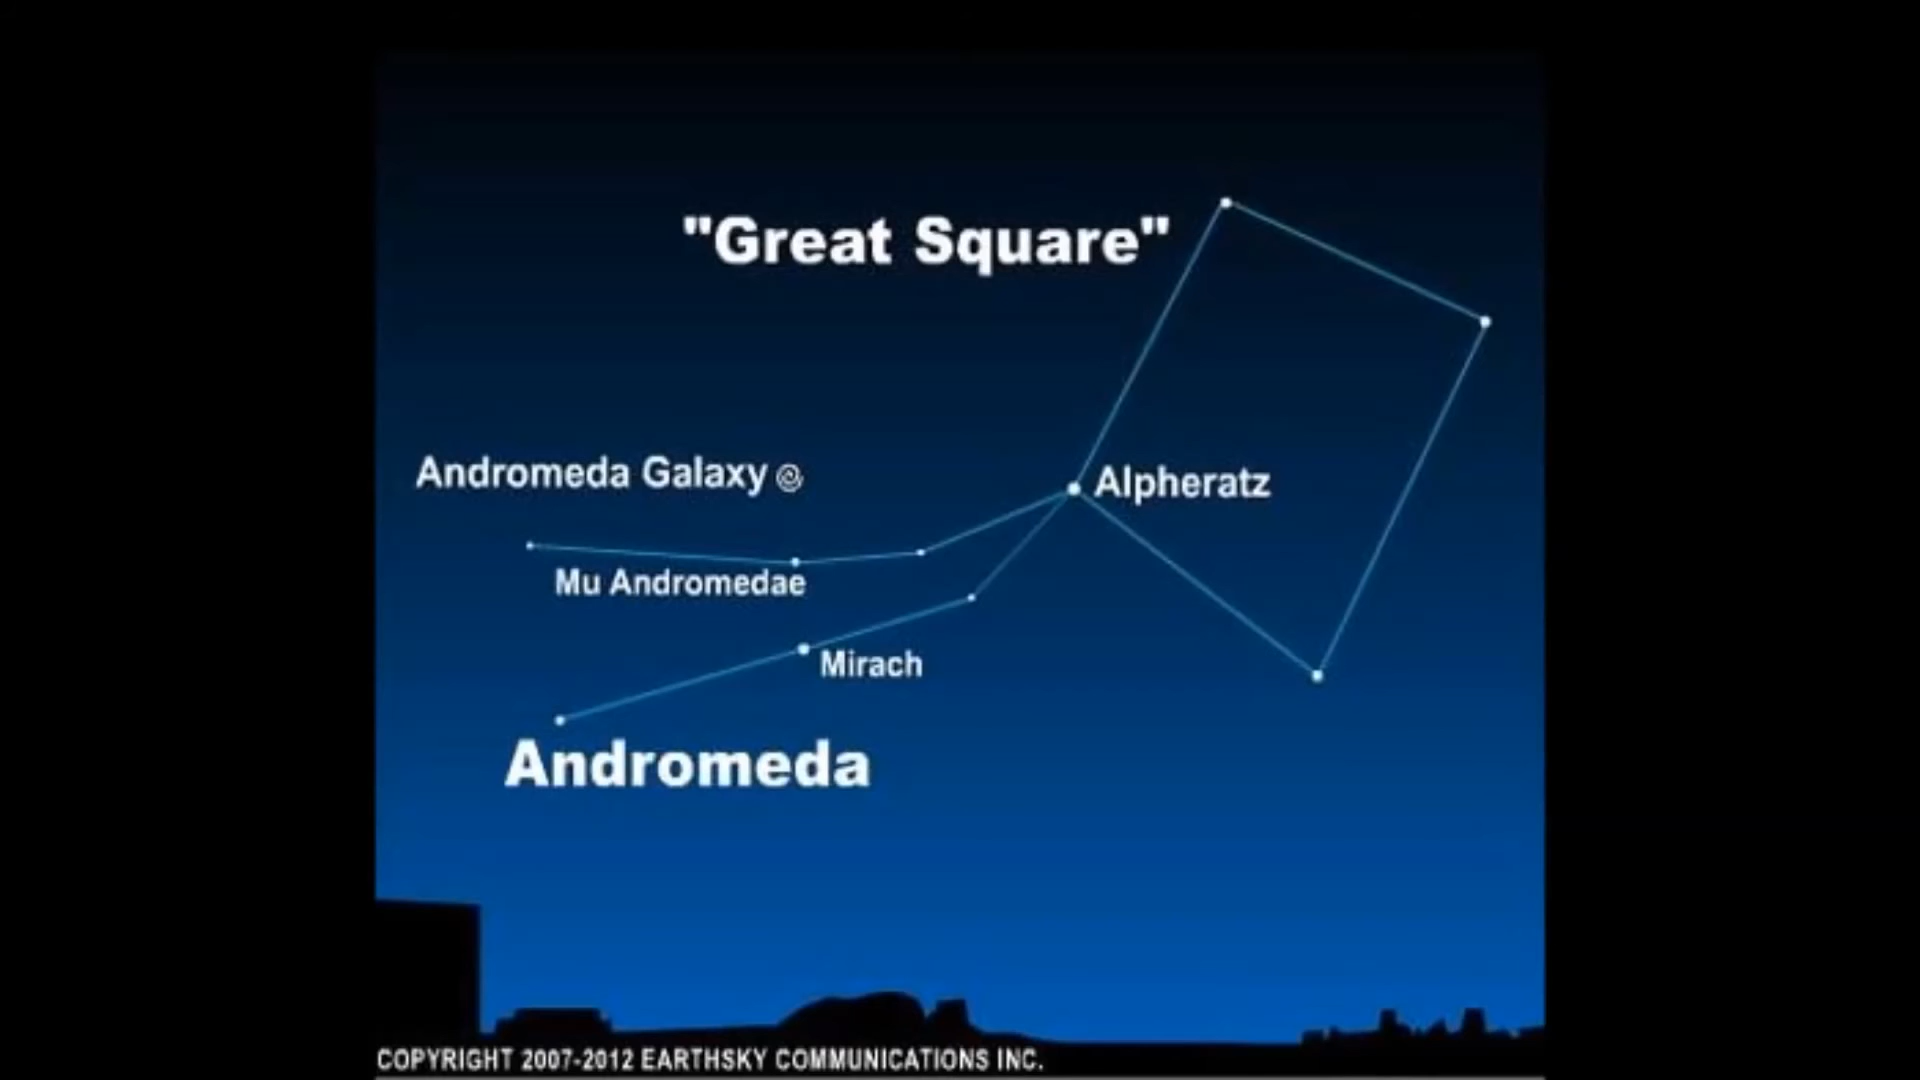 "Great Square"
Andromeda Galaxy
Alpheratz
Mu Andromedae
Mirach
Andromeda
COPYRIGHT 2007-2012 EARTHSKY COMMUNICATIONS INC.